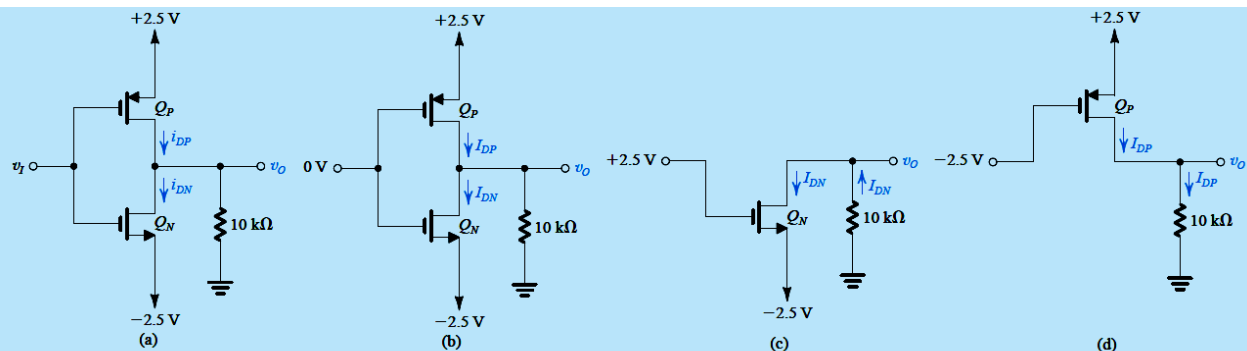 +2.5 V
Q_P
i_DP
v_I
v_O
i_DN
Q_N
10 kΩ
−2.5 V
(a)
+2.5 V
Q_P
I_DP
0 V
v_O
I_DN
Q_N
10 kΩ
−2.5 V
(b)
+2.5 V
v_O
I_DN
I_DN
Q_N
10 kΩ
−2.5 V
(c)
+2.5 V
Q_P
−2.5 V
I_DP
v_O
I_DP
10 kΩ
(d)